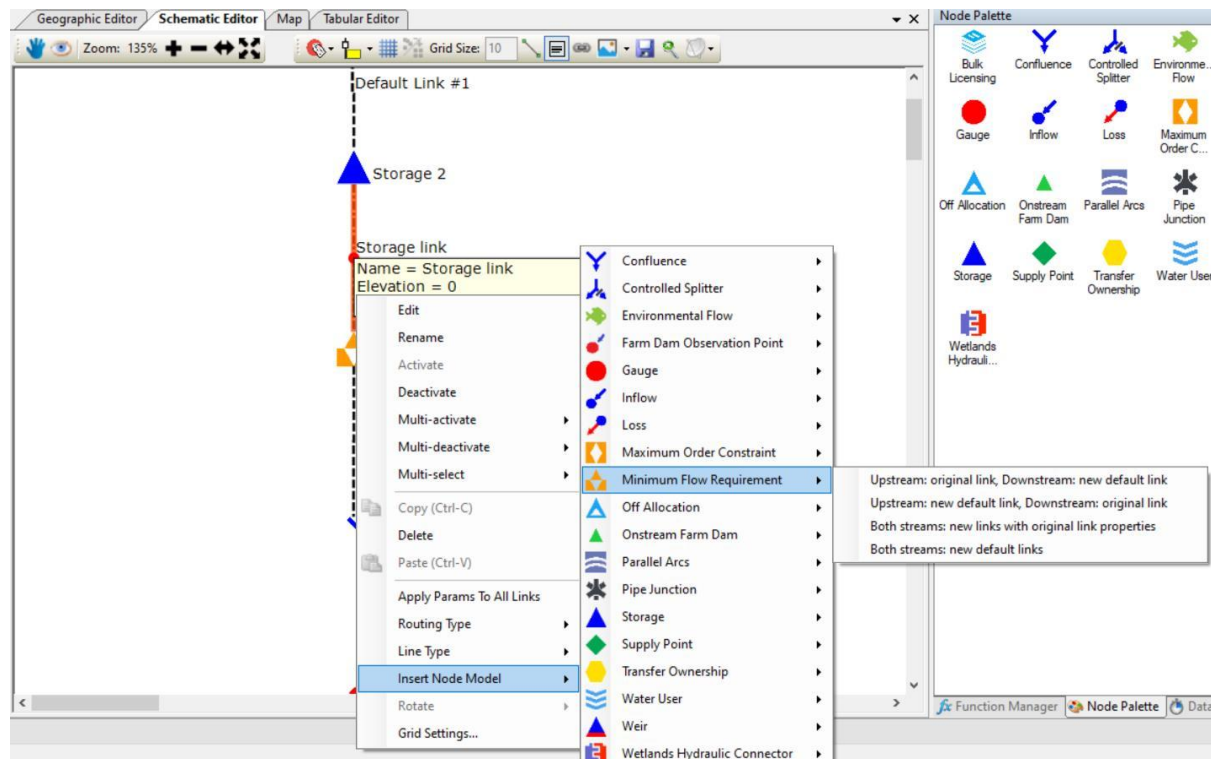 Geographic Editor Schematic Editor Map Tabular Editor
Zoom: 135%
Grid Size: 10
Default Link #1
Storage 2
Storage link
Name = Storage link
Elevation = 0
Edit
Rename
Activate
Deactivate
Multi-activate
Multi-deactivate
Multi-select
Copy (Ctrl-C)
Delete
Paste (Ctrl-V)
Apply Params To All Links
Routing Type
Line Type
Insert Node Model
Rotate
Grid Settings...
Confluence
Controlled Splitter
Environmental Flow
Farm Dam Observation Point
Gauge
Inflow
Loss
Maximum Order Constraint
Minimum Flow Requirement
Off Allocation
Onstream Farm Dam
Parallel Arcs
Pipe Junction
Storage
Supply Point
Transfer Ownership
Water User
Weir
Wetlands Hydraulic Connector
Upstream: original link, Downstream: new default link
Upstream: new default link, Downstream: original link
Both streams: new links with original link properties
Both streams: new default links
Node Palette
Bulk
Licensing
Confluence
Controlled
Splitter
Environme...
Flow
Gauge
Inflow
Loss
Maximum
Order C...
Off Allocation
Onstream
Farm Dam
Parallel Arcs
Pipe
Junction
Storage
Supply Point
Transfer
Ownership
Water User
Wetlands
Hydrauli...
fx Function Manager Node Palette Data